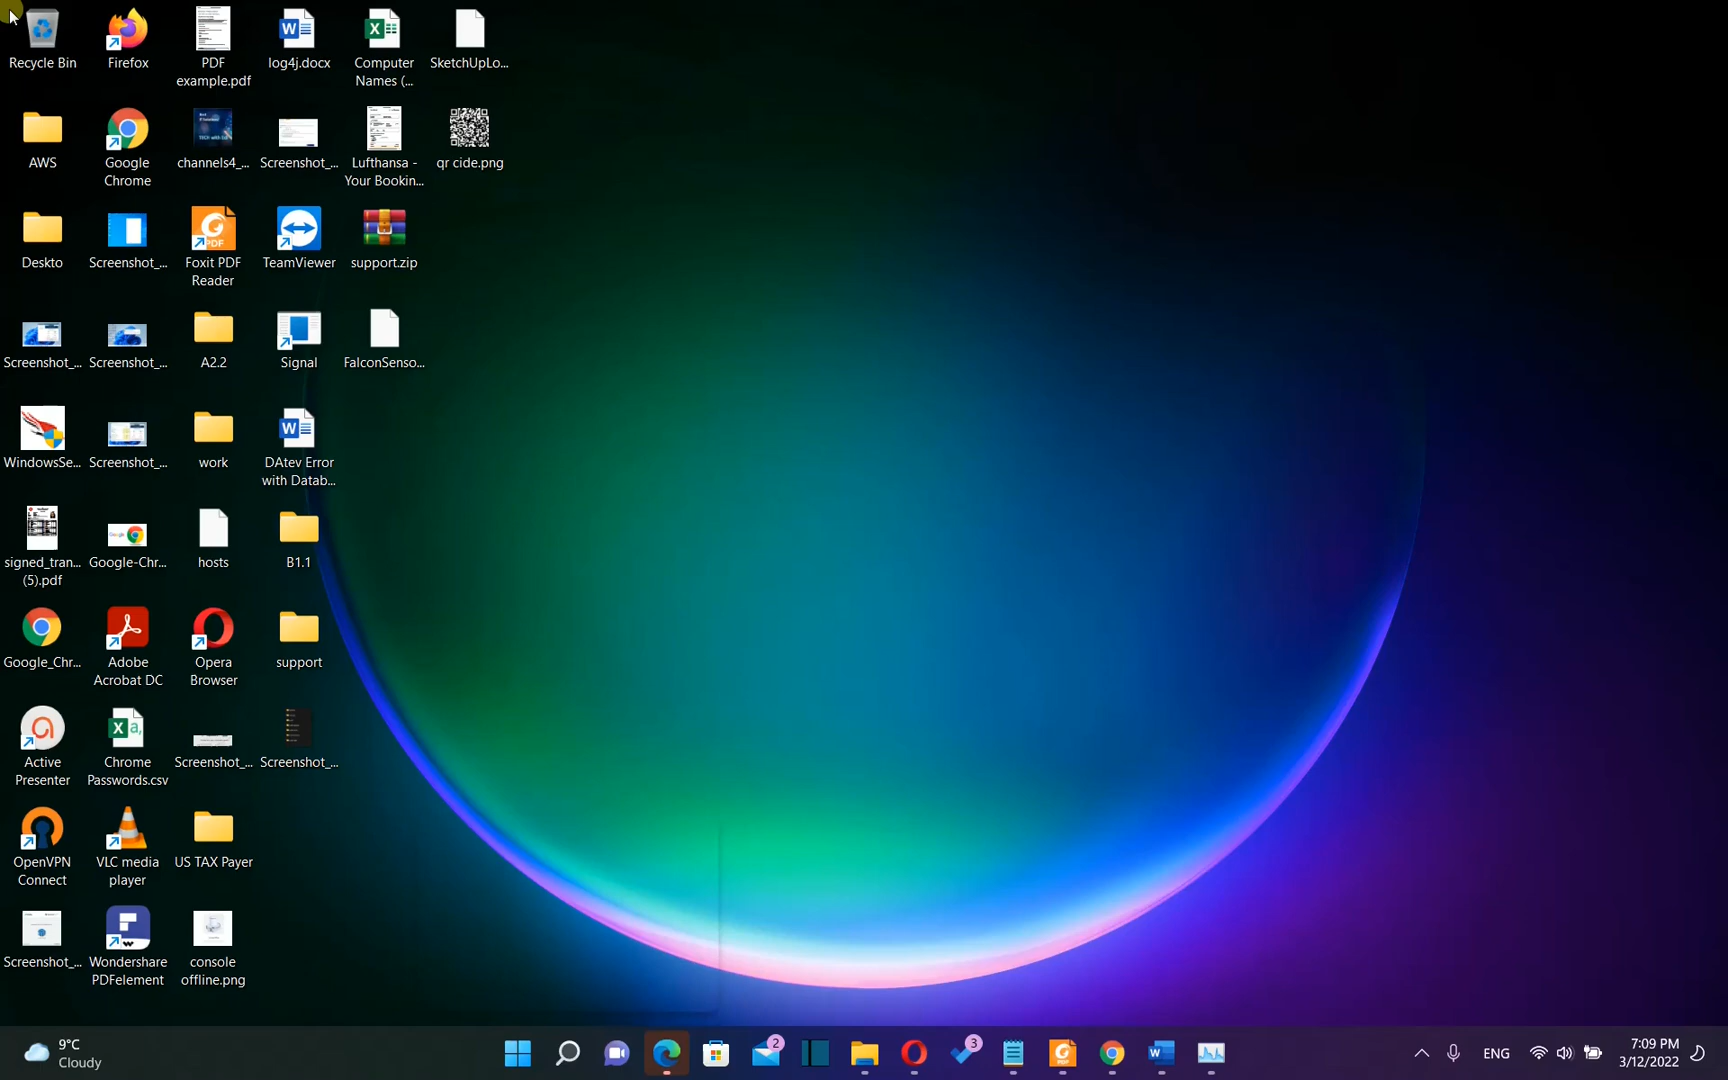 Recycle Bin
Firefox
PDF
example.pdf
log4j.docx
Computer
Names (...
SketchUpLo...
AWS
Google
Chrome
channels4_...
Screenshot_...
Lufthansa -
Your Bookin...
qr cide.png
Deskto
Screenshot_...
Foxit PDF
Reader
TeamViewer
support.zip
Screenshot_...
Screenshot_...
A2.2
Signal
FalconSenso...
WindowsSe...
Screenshot_...
work
DAtev Error
with Datab...
signed_tran...
(5).pdf
Google-Chr...
hosts
B1.1
Google_Chr...
Adobe
Acrobat DC
Opera
Browser
support
Active
Presenter
Chrome
Passwords.csv
Screenshot_...
Screenshot_...
OpenVPN
Connect
VLC media
player
US TAX Payer
Screenshot_...
Wondershare
PDFelement
console
offline.png
9°C
Cloudy
2
3
ENG
7:09 PM
3/12/2022